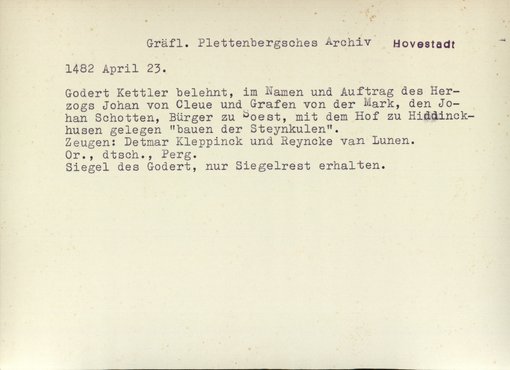 Gräfl. Plettenbergsches Archiv Hovestadt
1482 April 23.
Godert Kettler belehnt, im Namen und Auftrag des Her-
zogs Johan von Cleue und Grafen von der Mark, den Jo-
han Schotten, Bürger zu Soest, mit dem Hof zu Hiddinck-
husen gelegen "bauen der Steynkulen".
Zeugen: Detmar Kleppinck und Reyncke van Lunen.
Or., dtsch., Perg.
Siegel des Godert, nur Siegelrest erhalten.